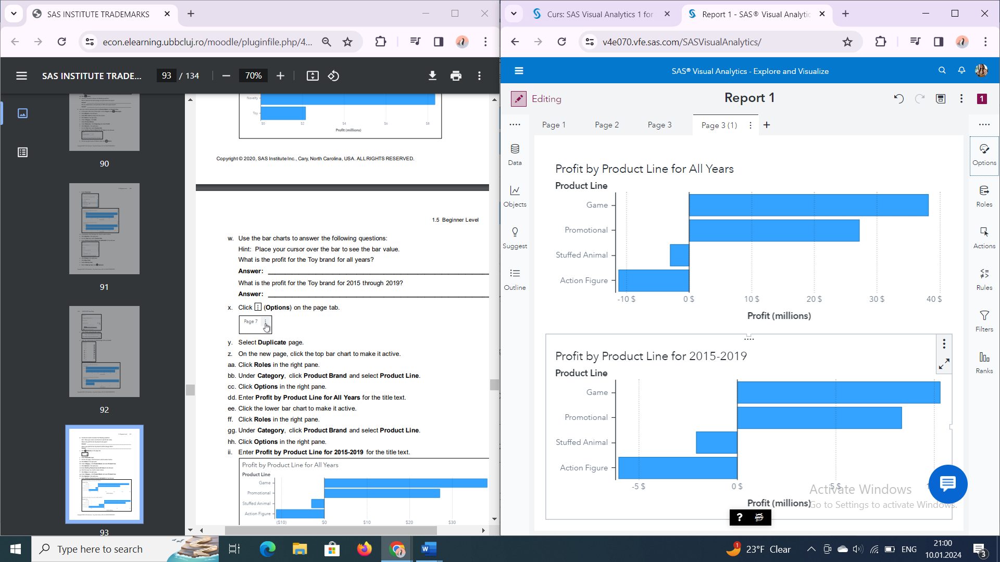 SAS INSTITUTE TRADEMARKS
Curs: SAS Visual Analytics 1 for
Report 1 - SAS® Visual Analytic
econ.elearning.ubbcluj.ro/moodle/pluginfile.php/4...
v4e070.vfe.sas.com/SASVisualAnalytics/
SAS INSTITUTE TRADE...
93 / 134
70%
90
91
92
93
Novelty
Toy
$0 $2 $4 $6 $8
Profit (millions)
Copyright © 2020, SAS Institute Inc., Cary, North Carolina, USA. ALL RIGHTS RESERVED.
1.5 Beginner Level
w. Use the bar charts to answer the following questions:
Hint: Place your cursor over the bar to see the bar value.
What is the profit for the Toy brand for all years?
Answer:
What is the profit for the Toy brand for 2015 through 2019?
Answer:
x. Click (Options) on the page tab.
Page 7
y. Select Duplicate page.
z. On the new page, click the top bar chart to make it active.
aa. Click Roles in the right pane.
bb. Under Category, click Product Brand and select Product Line.
cc. Click Options in the right pane.
dd. Enter Profit by Product Line for All Years for the title text.
ee. Click the lower bar chart to make it active.
ff. Click Roles in the right pane.
gg. Under Category, click Product Brand and select Product Line.
hh. Click Options in the right pane.
ii. Enter Profit by Product Line for 2015-2019 for the title text.
Profit by Product Line for All Years
Product Line
Game
Promotional
Stuffed Animal
Action Figure
($10) $0 $10 $20 $30
SAS® Visual Analytics - Explore and Visualize
Editing
Report 1
1
Page 1
Page 2
Page 3
Page 3 (1)
Data
Objects
Suggest
Outline
Options
Roles
Actions
Rules
Filters
Ranks
Profit by Product Line for All Years
Product Line
Game
Promotional
Stuffed Animal
Action Figure
-10 $ 0 $ 10 $ 20 $ 30 $ 40 $
Profit (millions)
Profit by Product Line for 2015-2019
Product Line
Game
Promotional
Stuffed Animal
Action Figure
-5 $ 0 $ 5 $
Profit (millions)
Activate Windows
Go to Settings to activate Windows.
?
Type here to search
W
1
23°F Clear
ENG
21:00
10.01.2024
3